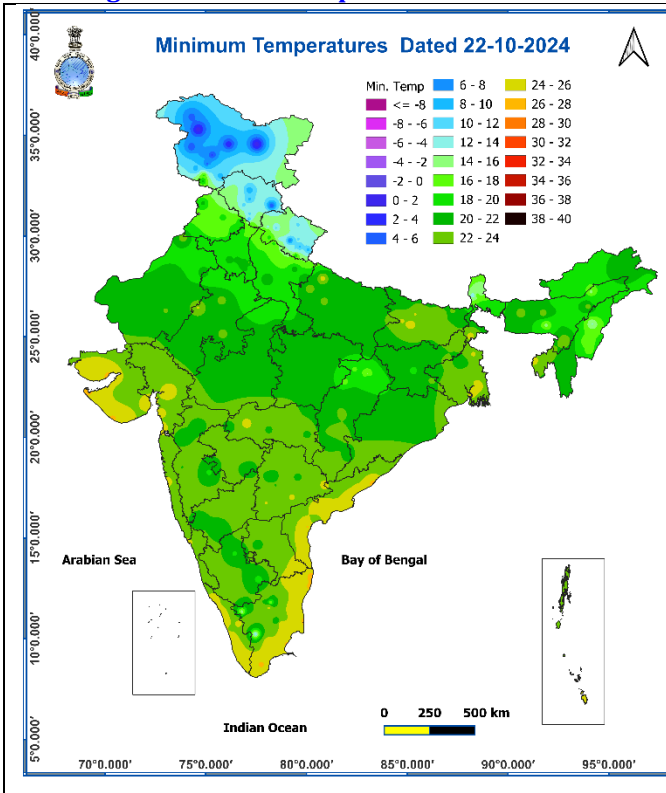 Minimum Temperatures Dated 22-10-2024
Min. Temp
<= -8
-8 - -6
-6 - -4
-4 - -2
-2 - 0
0 - 2
2 - 4
4 - 6
6 - 8
8 - 10
10 - 12
12 - 14
14 - 16
16 - 18
18 - 20
20 - 22
22 - 24
24 - 26
26 - 28
28 - 30
30 - 32
32 - 34
34 - 36
36 - 38
38 - 40
40°0.000'
35°0.000'
30°0.000'
25°0.000'
20°0.000'
15°0.000'
10°0.000'
5°0.000'
Arabian Sea
Bay of Bengal
Indian Ocean
0 250 500 km
70°0.000' 75°0.000' 80°0.000' 85°0.000' 90°0.000' 95°0.000'